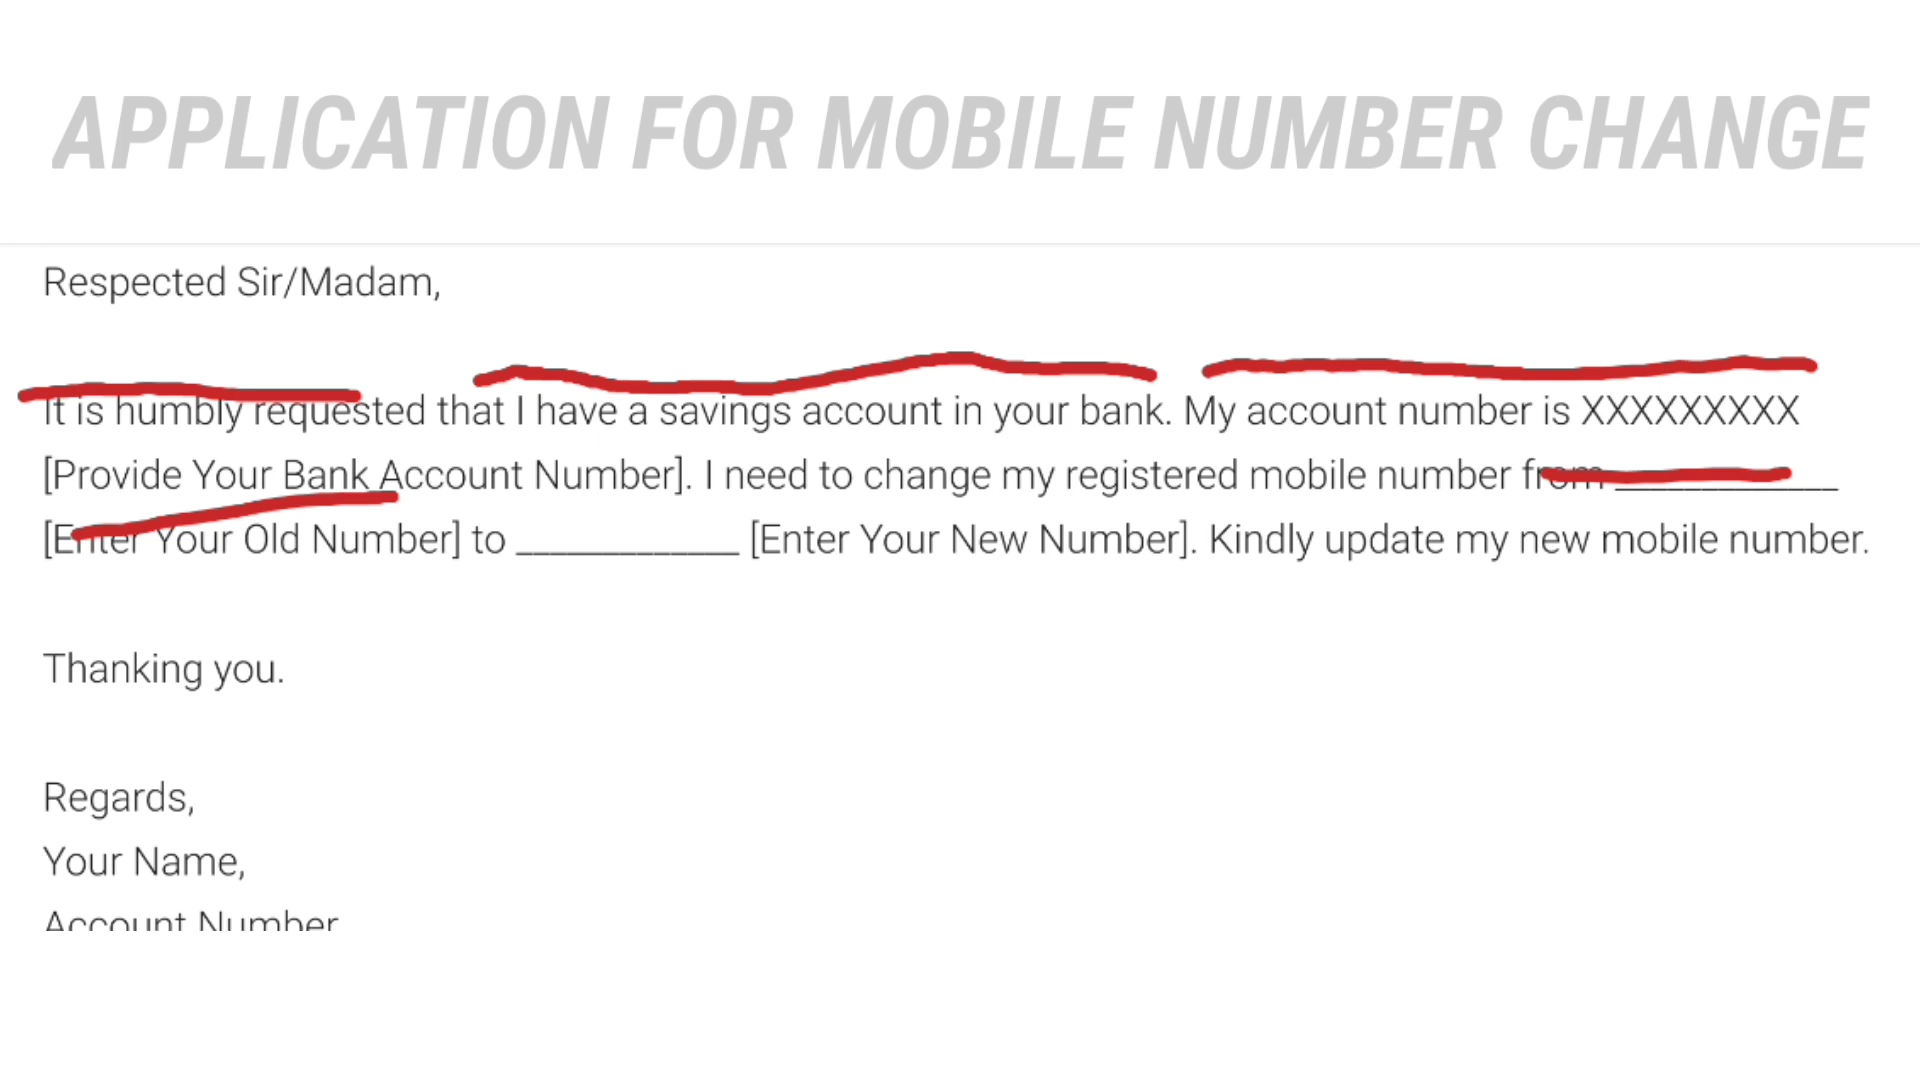 APPLICATION FOR MOBILE NUMBER CHANGE
Respected Sir/Madam,
It is humbly requested that I have a savings account in your bank. My account number is XXXXXXXXX
[Provide Your Bank Account Number]. I need to change my registered mobile number from ____________
[Enter Your Old Number] to ____________ [Enter Your New Number]. Kindly update my new mobile number.
Thanking you.
Regards,
Your Name,
Account Number